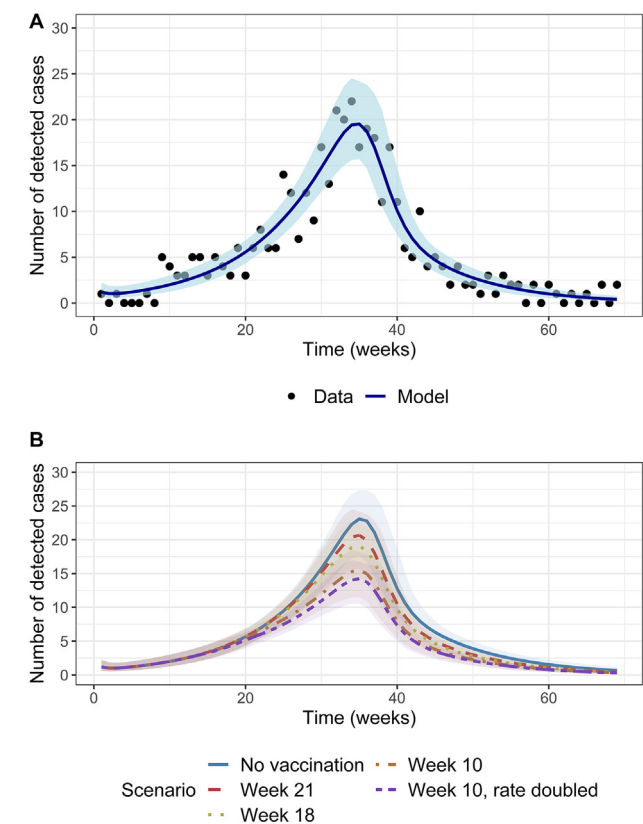 A
30
25
20
15
10
5
0
Number of detected cases
0 20 40 60
Time (weeks)
Data Model
B
30
25
20
15
10
5
0
Number of detected cases
0 20 40 60
Time (weeks)
Scenario
No vaccination Week 10
Week 21 Week 10, rate doubled
Week 18